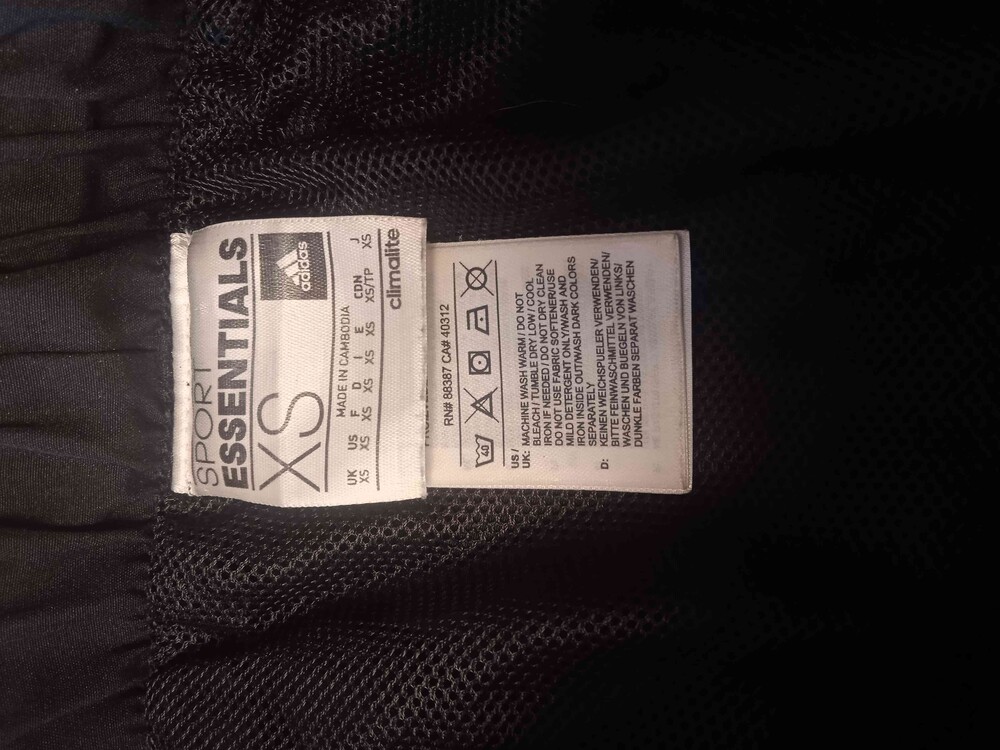 SPORT
ESSENTIALS
XS
adidas
MADE IN CAMBODIA
UK US F D I E CDN J
XS XS XS XS XS XS XS/TP XS
climalite
RN# 88387 CA# 40312
40
US /
UK: MACHINE WASH WARM / DO NOT
BLEACH / TUMBLE DRY LOW / COOL
IRON IF NEEDED / DO NOT DRY CLEAN
DO NOT USE FABRIC SOFTENER/USE
MILD DETERGENT ONLY/WASH AND
IRON INSIDE OUT/WASH DARK COLORS
SEPARATELY
D: KEINEN WEICHSPUELER VERWENDEN/
BITTE FEINWASCHMITTEL VERWENDEN/
WASCHEN UND BUEGELN VON LINKS/
DUNKLE FARBEN SEPARAT WASCHEN